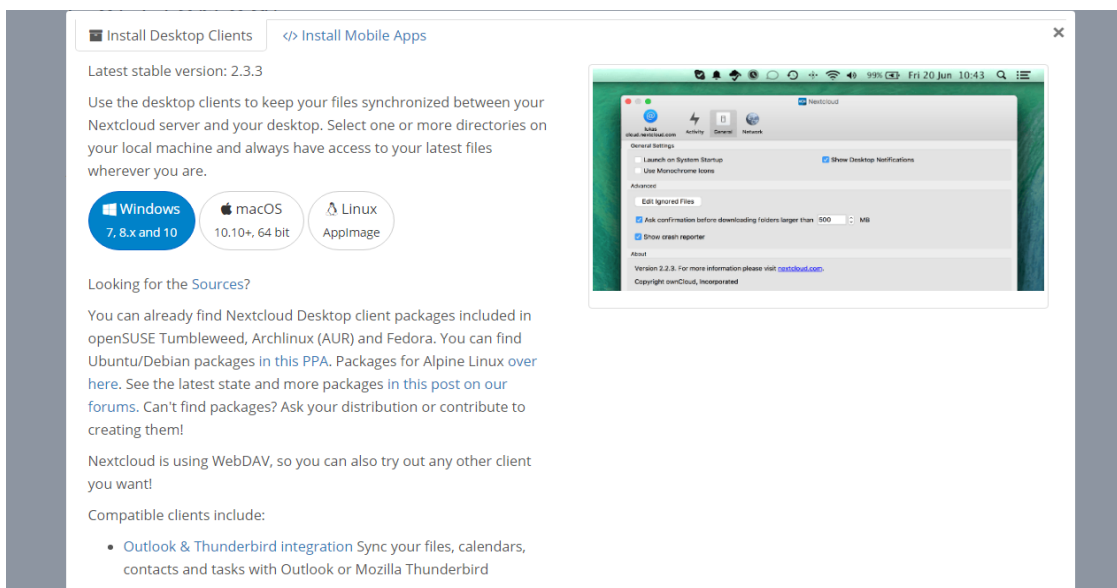 Install Desktop Clients
</> Install Mobile Apps
×
Latest stable version: 2.3.3
Use the desktop clients to keep your files synchronized between your
Nextcloud server and your desktop. Select one or more directories on
your local machine and always have access to your latest files
wherever you are.
Windows
7, 8.x and 10
macOS
10.10+, 64 bit
Linux
AppImage
Looking for the Sources?
You can already find Nextcloud Desktop client packages included in
openSUSE Tumbleweed, Archlinux (AUR) and Fedora. You can find
Ubuntu/Debian packages in this PPA. Packages for Alpine Linux over
here. See the latest state and more packages in this post on our
forums. Can't find packages? Ask your distribution or contribute to
creating them!
Nextcloud is using WebDAV, so you can also try out any other client
you want!
Compatible clients include:
• Outlook & Thunderbird integration Sync your files, calendars,
contacts and tasks with Outlook or Mozilla Thunderbird
99% Fri 20 Jun 10:43
Nextcloud
lukas
cloud.nextcloud.com
Activity
General
Network
General Settings
Launch on System Startup
Show Desktop Notifications
Use Monochrome Icons
Advanced
Edit Ignored Files
Ask confirmation before downloading folders larger than 500 MB
Show crash reporter
About
Version 2.2.3. For more information please visit nextcloud.com.
Copyright ownCloud, Incorporated